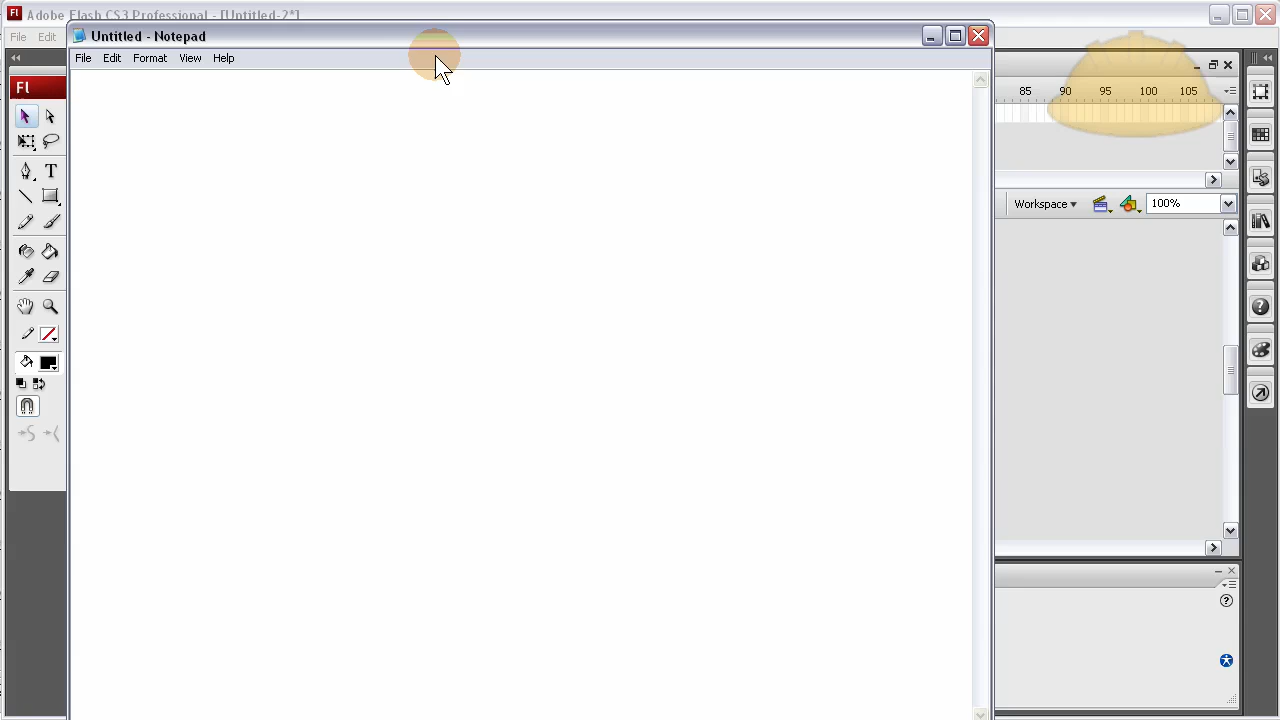 Fl Adobe Flash CS3 Professional - [Untitled-2*]
File Edit
Untitled - Notepad
File Edit Format View Help
Fl
85 90 95 100 105
T
Workspace 100%